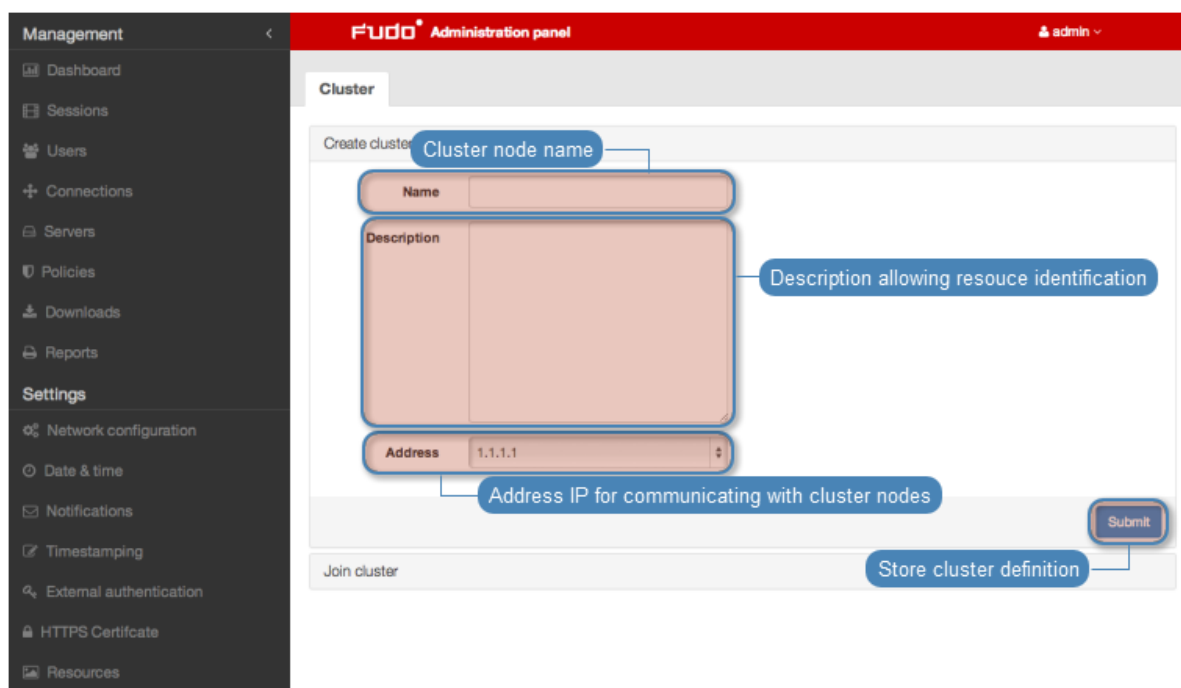 Management
FUDO Administration panel
admin
Dashboard
Sessions
Users
Connections
Servers
Policies
Downloads
Reports
Settings
Network configuration
Date & time
Notifications
Timestamping
External authentication
HTTPS Certifcate
Resources
Cluster
Create cluster
Cluster node name
Name
Description
Description allowing resouce identification
Address 1.1.1.1
Address IP for communicating with cluster nodes
Submit
Store cluster definition
Join cluster